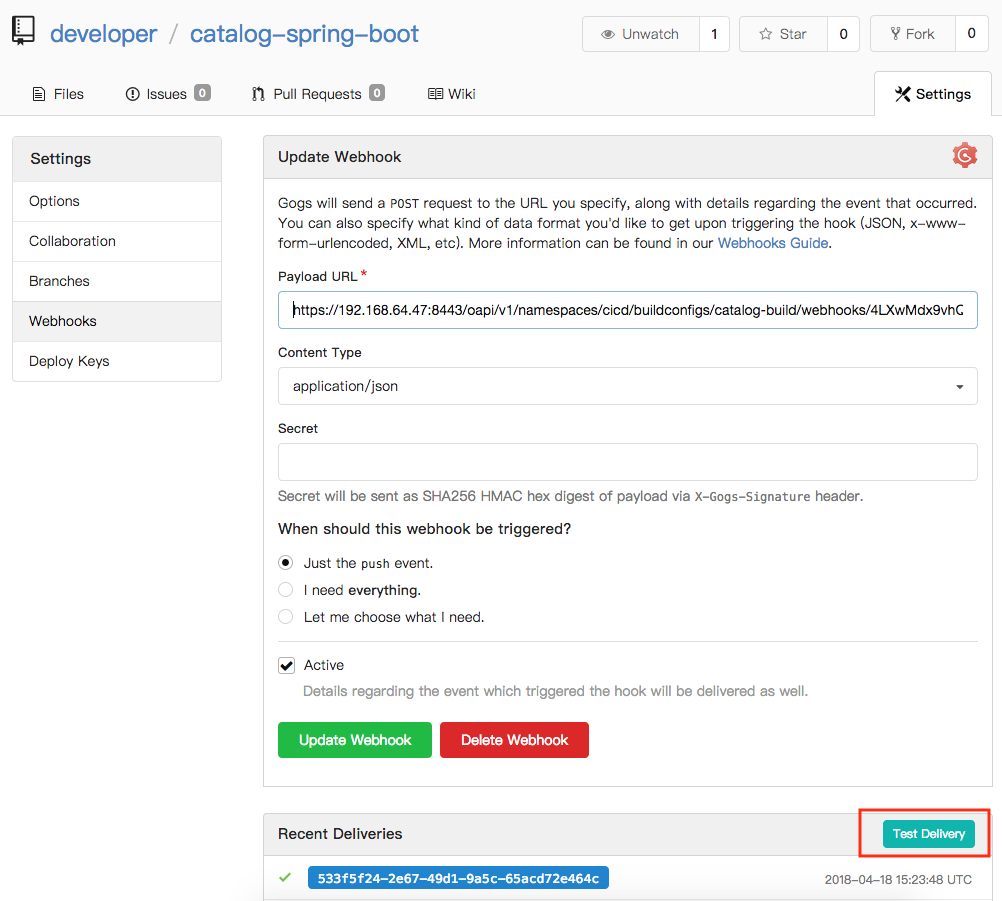 developer / catalog-spring-boot
Unwatch 1 Star 0 Fork 0
Files Issues 0 Pull Requests 0 Wiki Settings
Settings
Options
Collaboration
Branches
Webhooks
Deploy Keys
Update Webhook
Gogs will send a POST request to the URL you specify, along with details regarding the event that occurred.
You can also specify what kind of data format you'd like to get upon triggering the hook (JSON, x-www-
form-urlencoded, XML, etc). More information can be found in our Webhooks Guide.
Payload URL *
https://192.168.64.47:8443/oapi/v1/namespaces/cicd/buildconfigs/catalog-build/webhooks/4LXwMdx9vhQ
Content Type
application/json
Secret
Secret will be sent as SHA256 HMAC hex digest of payload via X-Gogs-Signature header.
When should this webhook be triggered?
Just the push event.
I need everything.
Let me choose what I need.
Active
Details regarding the event which triggered the hook will be delivered as well.
Update Webhook Delete Webhook
Recent Deliveries Test Delivery
533f5f24-2e67-49d1-9a5c-65acd72e464c 2018-04-18 15:23:48 UTC